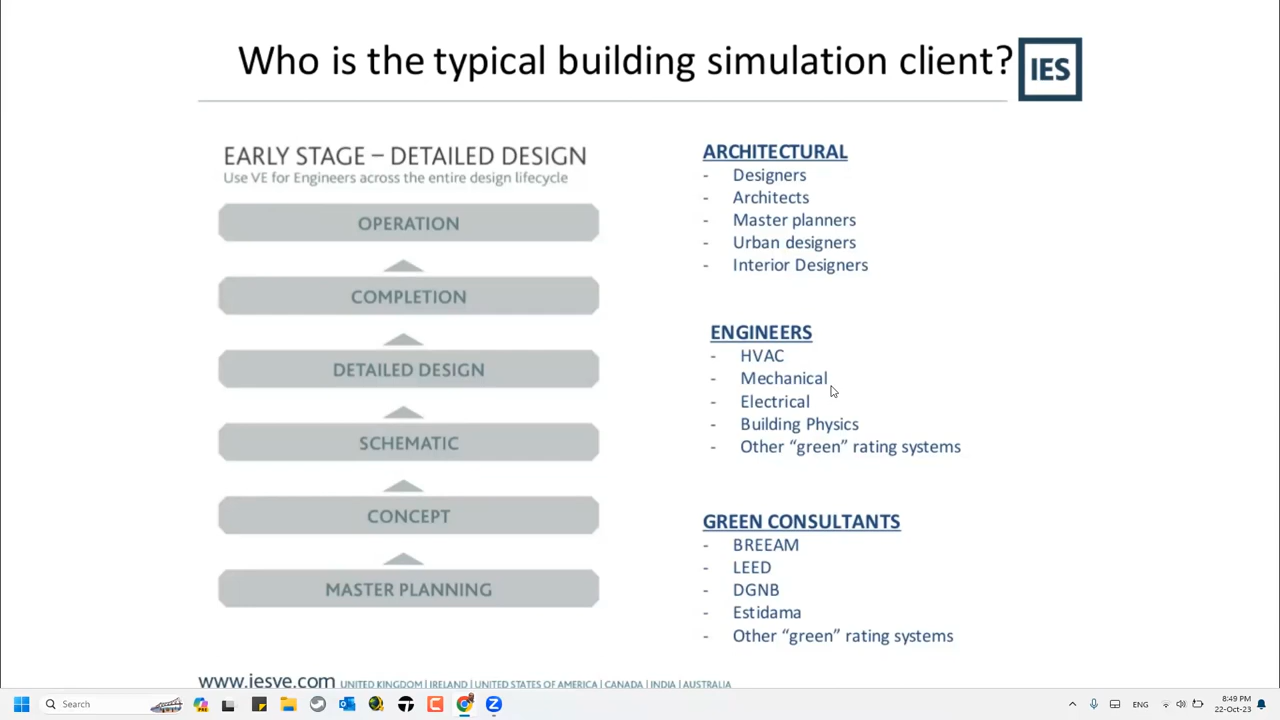 Who is the typical building simulation client?
IES
EARLY STAGE – DETAILED DESIGN
Use VE for Engineers across the entire design lifecycle
OPERATION
COMPLETION
DETAILED DESIGN
SCHEMATIC
CONCEPT
MASTER PLANNING
ARCHITECTURAL
- Designers
- Architects
- Master planners
- Urban designers
- Interior Designers
ENGINEERS
- HVAC
- Mechanical
- Electrical
- Building Physics
- Other “green” rating systems
GREEN CONSULTANTS
- BREEAM
- LEED
- DGNB
- Estidama
- Other “green” rating systems
www.iesve.com UNITED KINGDOM | IRELAND | UNITED STATES OF AMERICA | CANADA | INDIA | AUSTRALIA
Search
ENG
8:49 PM
22-Oct-23